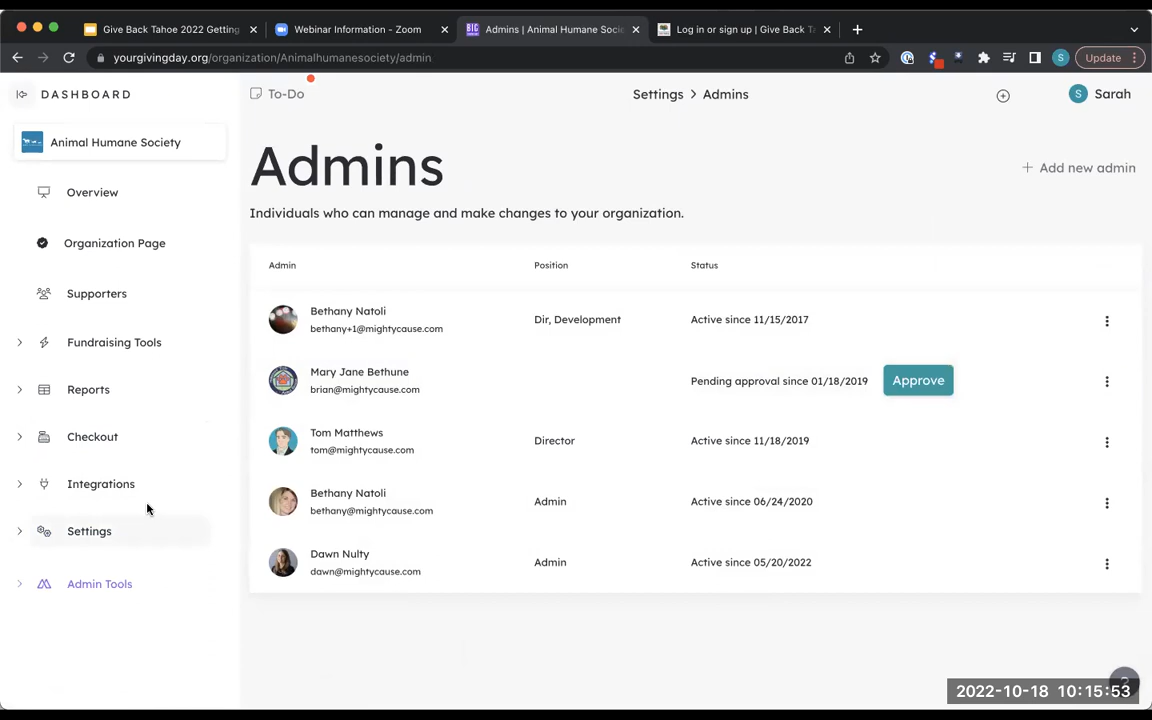 Give Back Tahoe 2022 Getting
Webinar Information - Zoom
BIG
Admins | Animal Humane Socie
Log in or sign up | Give Back T
yourgivingday.org/organization/Animalhumanesociety/admin
S
Update
DASHBOARD
To-Do
Settings > Admins
S
Sarah
Animal Humane Society
Overview
Organization Page
Supporters
Fundraising Tools
Reports
Checkout
Integrations
Settings
Admin Tools
Admins
+ Add new admin
Individuals who can manage and make changes to your organization.
Admin
Position
Status
Bethany Natoli
bethany+1@mightycause.com
Dir, Development
Active since 11/15/2017
Mary Jane Bethune
brian@mightycause.com
Pending approval since 01/18/2019
Approve
Tom Matthews
tom@mightycause.com
Director
Active since 11/18/2019
Bethany Natoli
bethany@mightycause.com
Admin
Active since 06/24/2020
Dawn Nulty
dawn@mightycause.com
Admin
Active since 05/20/2022
2022-10-18 10:15:53